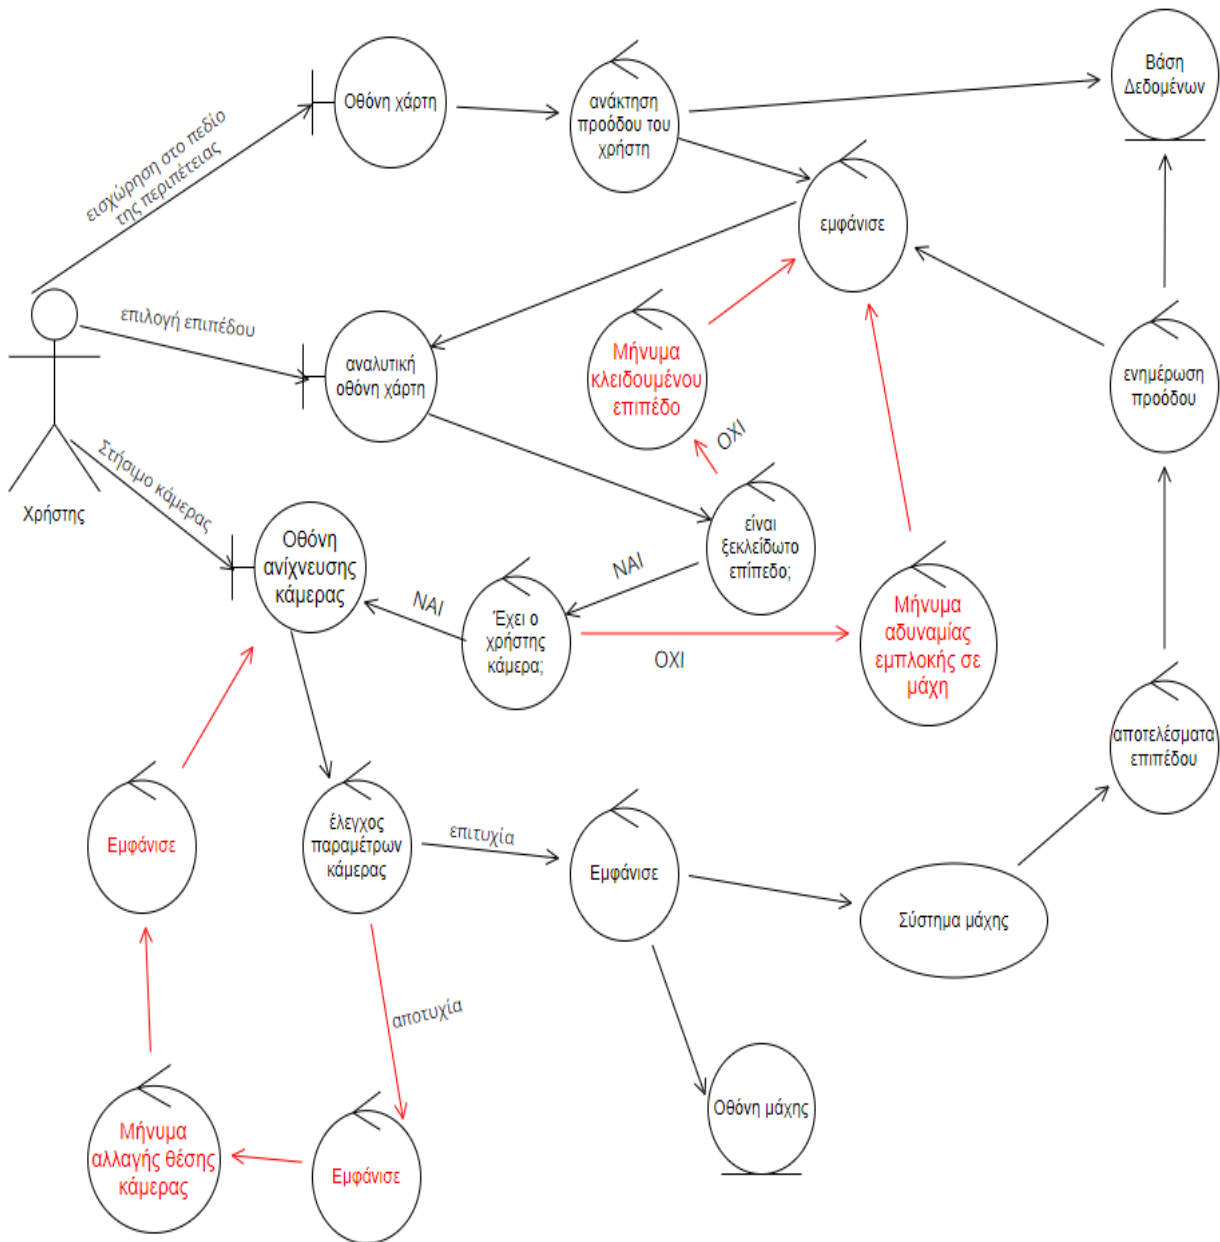 Οθόνη χάρτη
ανάκτηση
προόδου του
χρήστη
Βάση
Δεδομένων
εισχώρηση στο πεδίο
της περιπέτειας
εμφάνισε
επιλογή επιπέδου
αναλυτική
οθόνη χάρτη
Μήνυμα
κλειδουμένου
επιπέδο
ενημέρωση
προόδου
ΟΧΙ
Στήσιμο κάμερας
Χρήστης
είναι
ξεκλείδωτο
επίπεδο;
Οθόνη
ανίχνευσης
κάμερας
ΝΑΙ
ΝΑΙ
Έχει ο
χρήστης
κάμερα;
ΟΧΙ
Μήνυμα
αδυναμίας
εμπλοκής σε
μάχη
αποτελέσματα
επιπέδου
Εμφάνισε
έλεγχος
παραμέτρων
κάμερας
επιτυχία
Εμφάνισε
Σύστημα μάχης
αποτυχία
Οθόνη μάχης
Μήνυμα
αλλαγής θέσης
κάμερας
Εμφάνισε